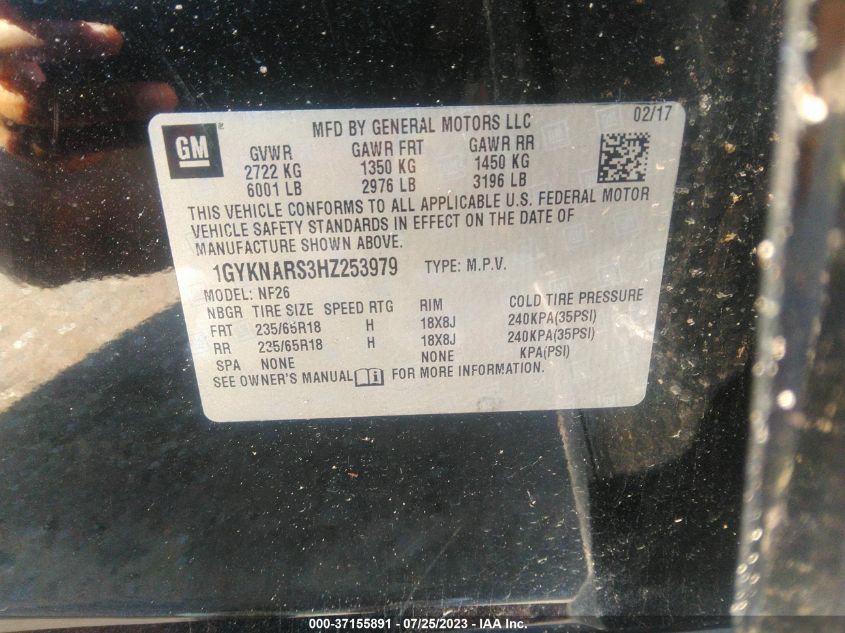 GM
MFD BY GENERAL MOTORS LLC
02/17
GVWR GAWR FRT GAWR RR
2722 KG 1350 KG 1450 KG
6001 LB 2976 LB 3196 LB
THIS VEHICLE CONFORMS TO ALL APPLICABLE U.S. FEDERAL MOTOR
VEHICLE SAFETY STANDARDS IN EFFECT ON THE DATE OF
MANUFACTURE SHOWN ABOVE.
1GYKNARS3HZ253979 TYPE: M.P.V.
MODEL: NF26
NBGR TIRE SIZE SPEED RTG RIM COLD TIRE PRESSURE
FRT 235/65R18 H 18X8J 240KPA(35PSI)
RR 235/65R18 H 18X8J 240KPA(35PSI)
SPA NONE NONE KPA(PSI)
SEE OWNER'S MANUAL FOR MORE INFORMATION.
000-37155891 - 07/25/2023 - IAA Inc.